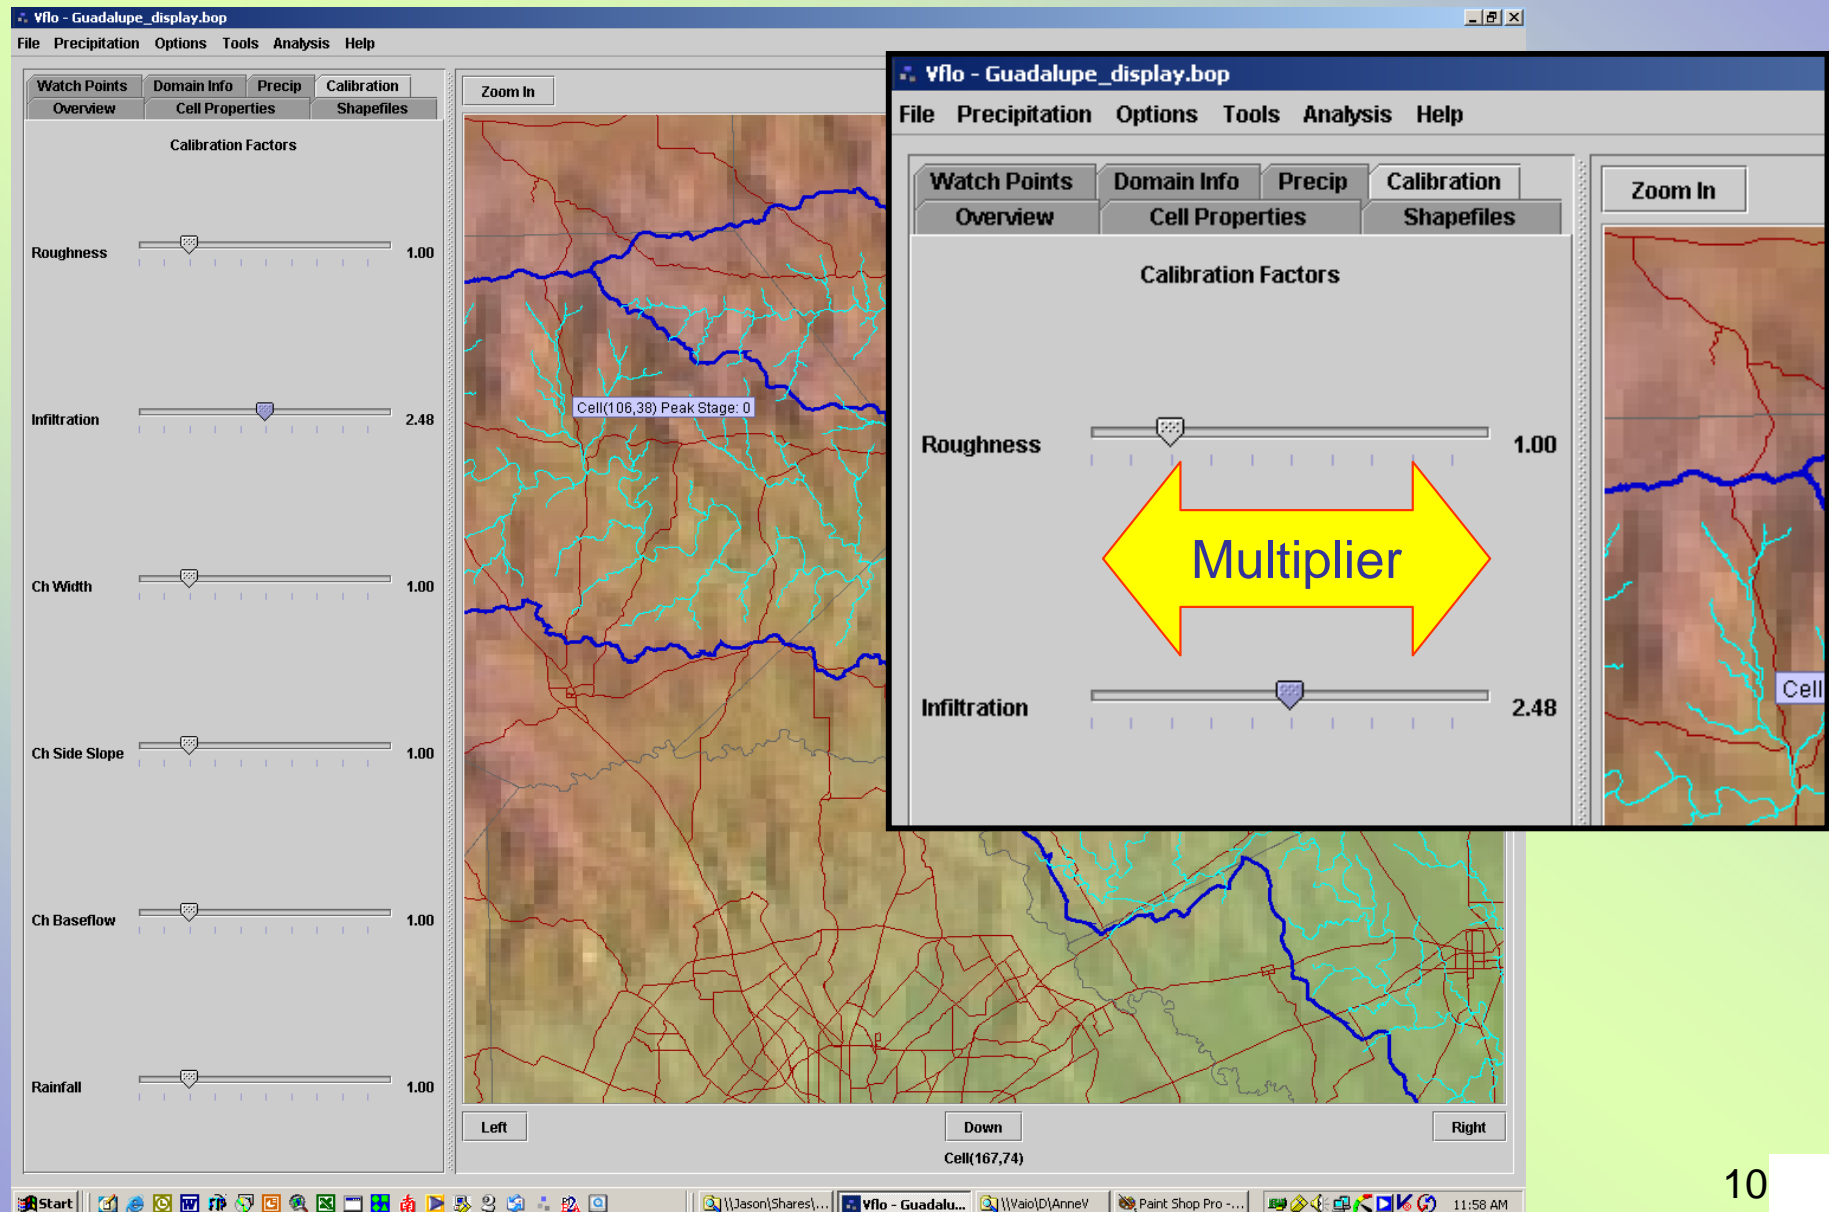 Vflo - Guadalupe_display.bop
File Precipitation Options Tools Analysis Help
Watch Points Domain Info Precip Calibration
Overview Cell Properties Shapefiles
Calibration Factors
Roughness 1.00
Infiltration 2.48
Ch Width 1.00
Ch Side Slope 1.00
Ch Baseflow 1.00
Rainfall 1.00
Zoom In
Cell(106,38) Peak Stage: 0
Left Down Right
Cell(167,74)
Vflo - Guadalupe_display.bop
File Precipitation Options Tools Analysis Help
Watch Points Domain Info Precip Calibration
Overview Cell Properties Shapefiles
Zoom In
Calibration Factors
Roughness 1.00
Multiplier
Infiltration 2.48
Cell
Start \\Jason\Shares\... Vflo - Guadalu... \\Vaio\D\AnneV Paint Shop Pro -... 11:58 AM
10